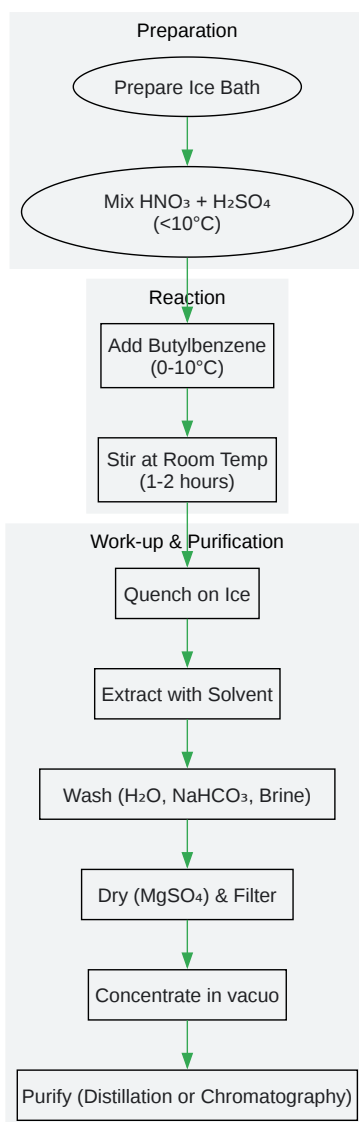 Preparation
Prepare Ice Bath
Mix HNO₃ + H₂SO₄
(<10°C)
Reaction
Add Butylbenzene
(0-10°C)
Stir at Room Temp
(1-2 hours)
Work-up & Purification
Quench on Ice
Extract with Solvent
Wash (H₂O, NaHCO₃, Brine)
Dry (MgSO₄) & Filter
Concentrate in vacuo
Purify (Distillation or Chromatography)